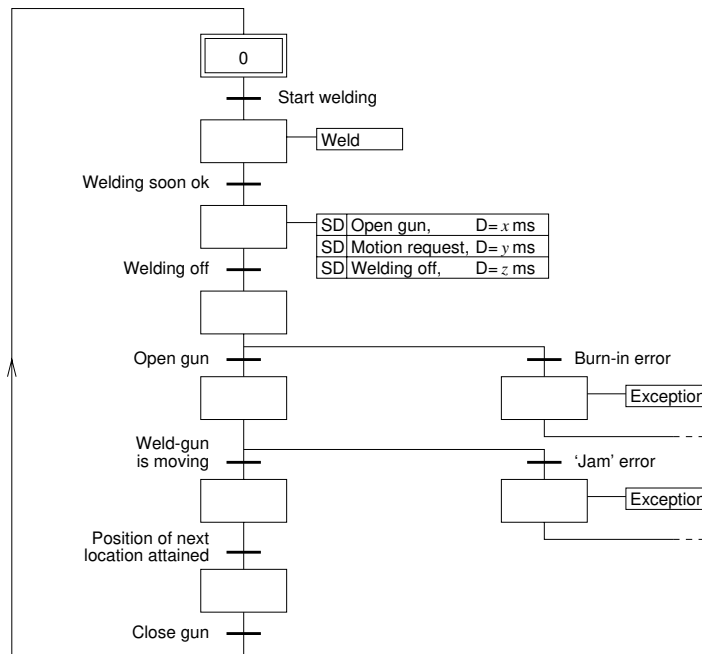 0
Start welding
Weld
Welding soon ok
SD Open gun, D= x ms
SD Motion request, D= y ms
SD Welding off, D= z ms
Welding off
Open gun
Burn-in error
Exception
Weld-gun
is moving
‘Jam’ error
Exception
Position of next
location attained
Close gun